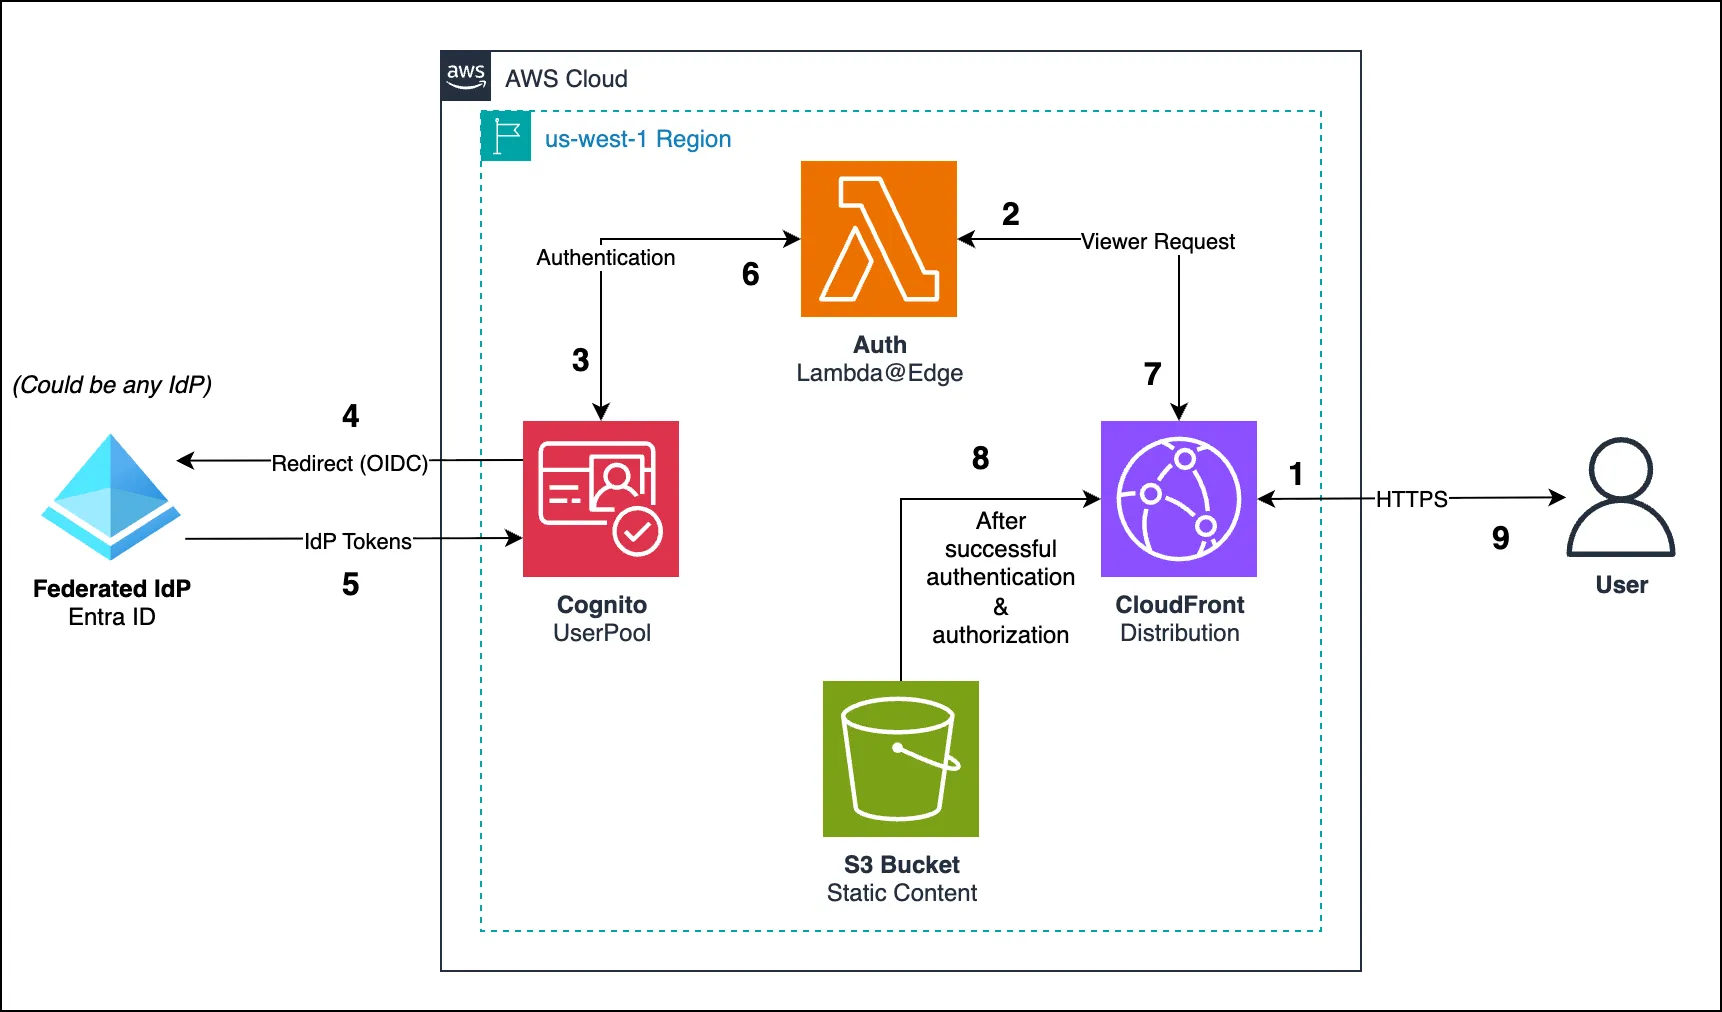 aws
AWS Cloud
us-west-1 Region
2
Viewer Request
Authentication
6
3
Auth
Lambda@Edge
7
(Could be any IdP)
4
Redirect (OIDC)
IdP Tokens
5
Federated IdP
Entra ID
Cognito
UserPool
8
After
successful
authentication
&
authorization
1
HTTPS
9
CloudFront
Distribution
User
S3 Bucket
Static Content